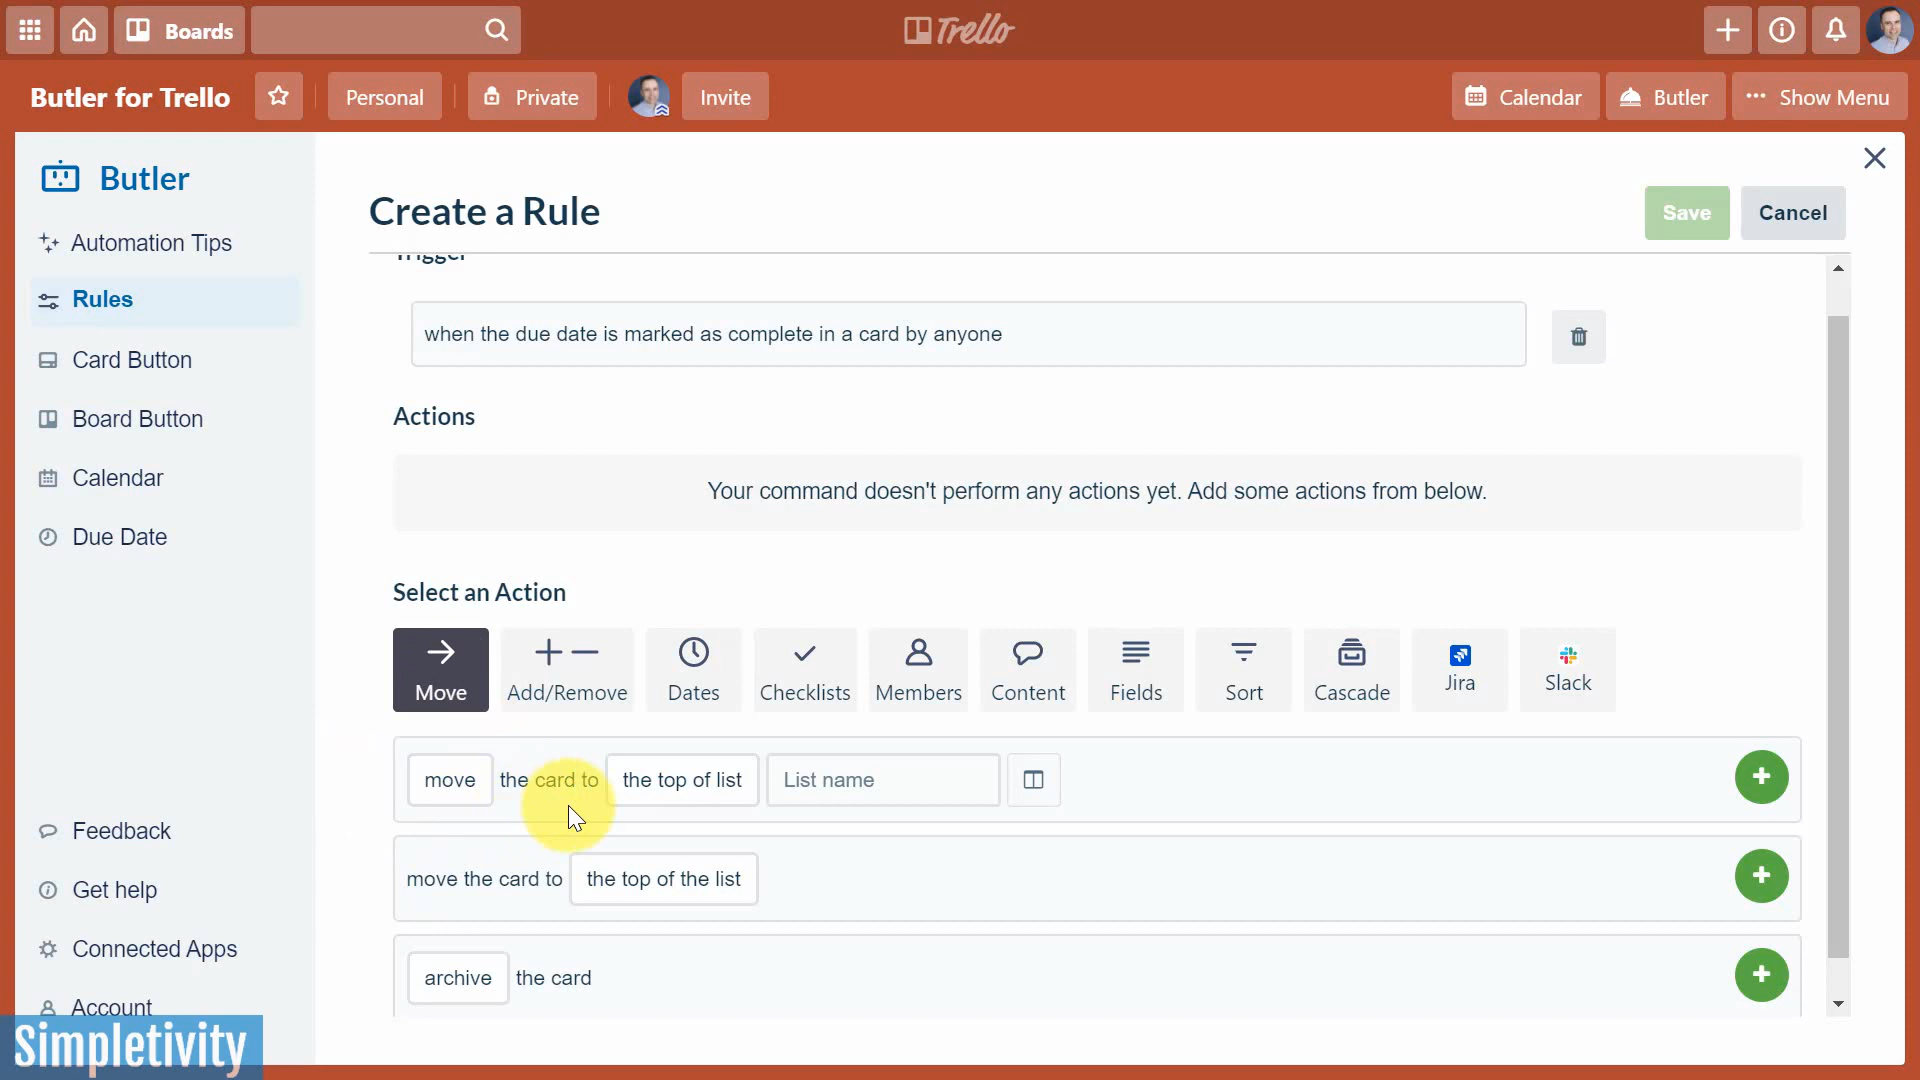 Boards
Trello
Butler for Trello
Personal
Private
Invite
Calendar
Butler
Show Menu
Butler
Automation Tips
Rules
Card Button
Board Button
Calendar
Due Date
Feedback
Get help
Connected Apps
Account
Simpletivity
Create a Rule
Save
Cancel
Trigger
when the due date is marked as complete in a card by anyone
Actions
Your command doesn't perform any actions yet. Add some actions from below.
Select an Action
Move
Add/Remove
Dates
Checklists
Members
Content
Fields
Sort
Cascade
Jira
Slack
move the card to the top of list List name
move the card to the top of the list
archive the card